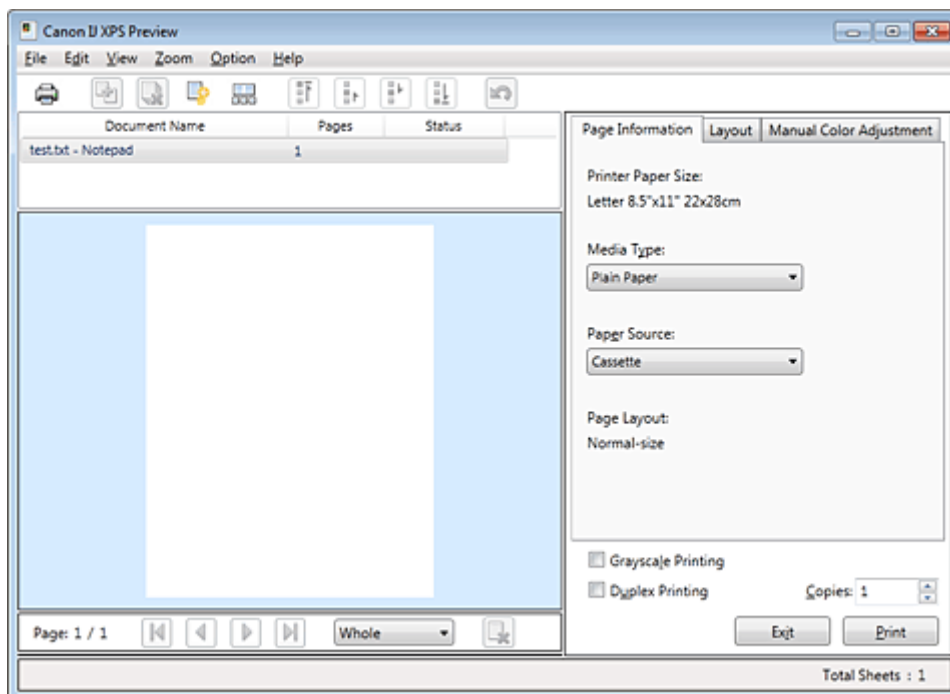 Canon IJ XPS Preview
File Edit View Zoom Option Help
Document Name Pages Status
test.txt - Notepad 1
Page Information Layout Manual Color Adjustment
Printer Paper Size:
Letter 8.5"x11" 22x28cm
Media Type:
Plain Paper
Paper Source:
Cassette
Page Layout:
Normal-size
Grayscale Printing
Duplex Printing Copies: 1
Page: 1 / 1 Whole Exit Print
Total Sheets : 1